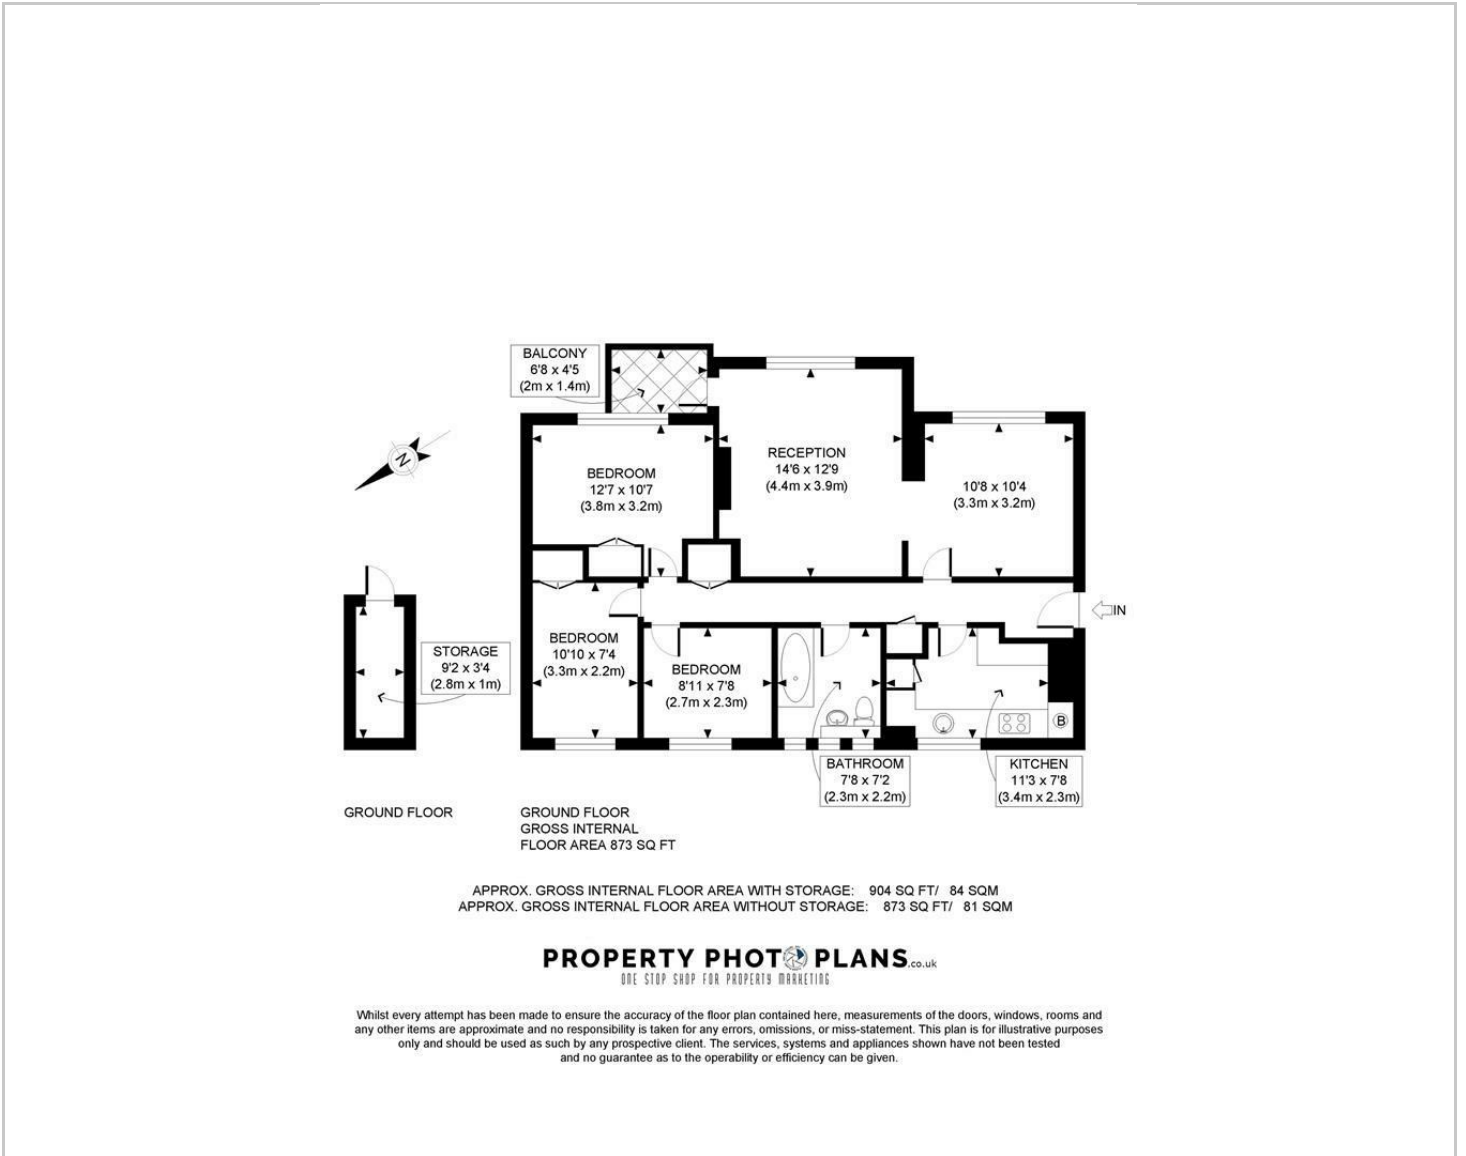 BALCONY
6'8 x 4'5
(2m x 1.4m)
RECEPTION
14'6 x 12'9
(4.4m x 3.9m)
BEDROOM
12'7 x 10'7
(3.8m x 3.2m)
10'8 x 10'4
(3.3m x 3.2m)
N
IN
STORAGE
9'2 x 3'4
(2.8m x 1m)
BEDROOM
10'10 x 7'4
(3.3m x 2.2m)
BEDROOM
8'11 x 7'8
(2.7m x 2.3m)
B
BATHROOM
7'8 x 7'2
(2.3m x 2.2m)
KITCHEN
11'3 x 7'8
(3.4m x 2.3m)
GROUND FLOOR
GROUND FLOOR
GROSS INTERNAL
FLOOR AREA 873 SQ FT
APPROX. GROSS INTERNAL FLOOR AREA WITH STORAGE: 904 SQ FT/ 84 SQM
APPROX. GROSS INTERNAL FLOOR AREA WITHOUT STORAGE: 873 SQ FT/ 81 SQM
PROPERTY PHOTO PLANS.co.uk
ONE STOP SHOP FOR PROPERTY MARKETING
Whilst every attempt has been made to ensure the accuracy of the floor plan contained here, measurements of the doors, windows, rooms and
any other items are approximate and no responsibility is taken for any errors, omissions, or miss-statement. This plan is for illustrative purposes
only and should be used as such by any prospective client. The services, systems and appliances shown have not been tested
and no guarantee as to the operability or efficiency can be given.